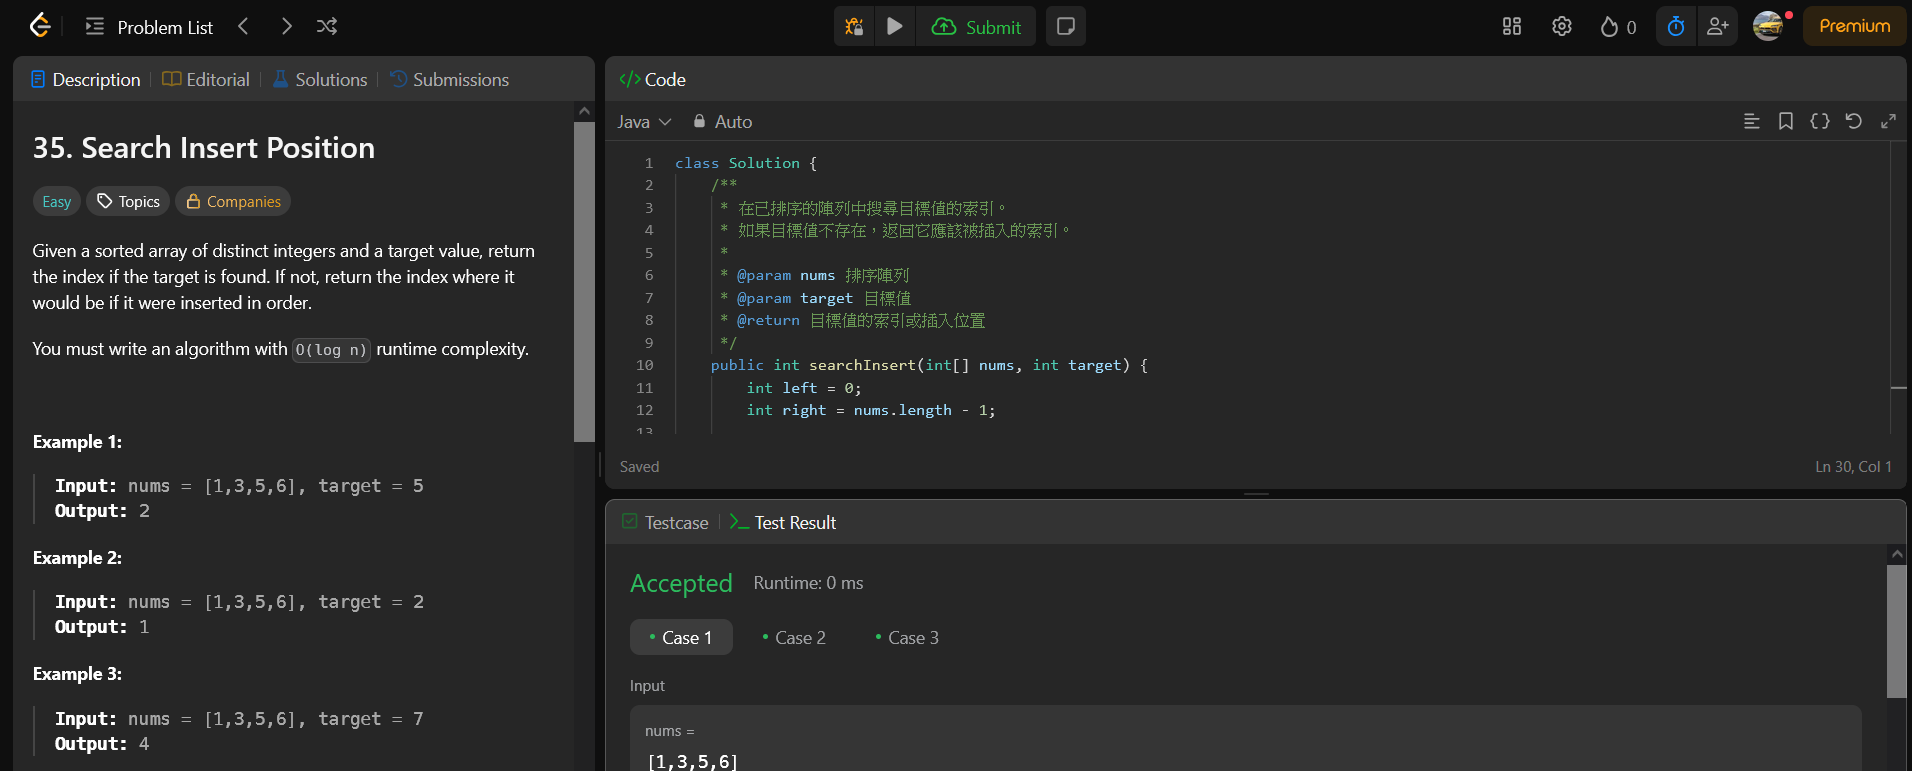 Problem List
Submit
0
Premium
Description
Editorial
Solutions
Submissions
35. Search Insert Position
Easy
Topics
Companies
Given a sorted array of distinct integers and a target value, return
the index if the target is found. If not, return the index where it
would be if it were inserted in order.
You must write an algorithm with O(log n) runtime complexity.
Example 1:
Input: nums = [1,3,5,6], target = 5
Output: 2
Example 2:
Input: nums = [1,3,5,6], target = 2
Output: 1
Example 3:
Input: nums = [1,3,5,6], target = 7
Output: 4
</> Code
Java
Auto
1 class Solution {
2 /**
3 * 在已排序的陣列中搜尋目標值的索引。
4 * 如果目標值不存在，返回它應該被插入的索引。
5 *
6 * @param nums 排序陣列
7 * @param target 目標值
8 * @return 目標值的索引或插入位置
9 */
10 public int searchInsert(int[] nums, int target) {
11 int left = 0;
12 int right = nums.length - 1;
13
Saved
Ln 30, Col 1
Testcase
Test Result
Accepted
Runtime: 0 ms
Case 1
Case 2
Case 3
Input
nums =
[1,3,5,6]